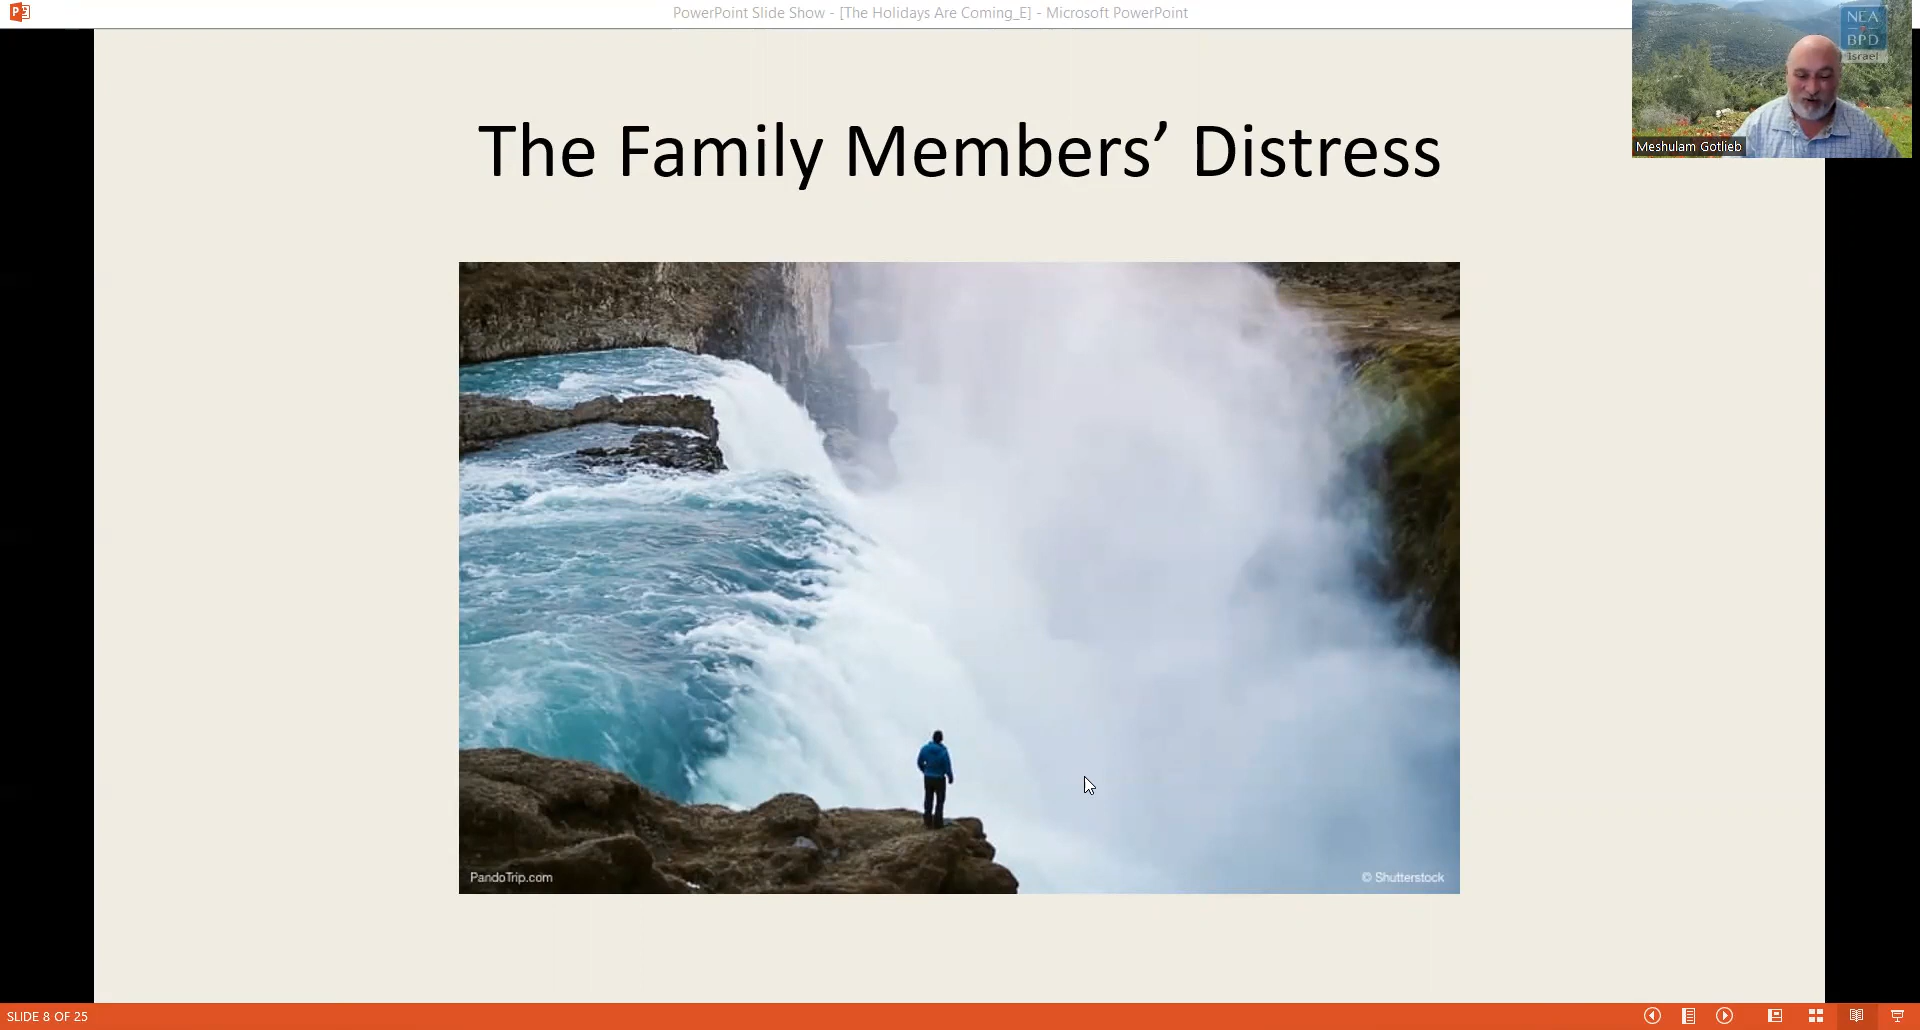 PowerPoint Slide Show - [The Holidays Are Coming_E] - Microsoft PowerPoint
NEA
BPD
Israel
Meshulam Gotlieb
The Family Members’ Distress
PandoTrip.com
© Shutterstock
SLIDE 8 OF 25